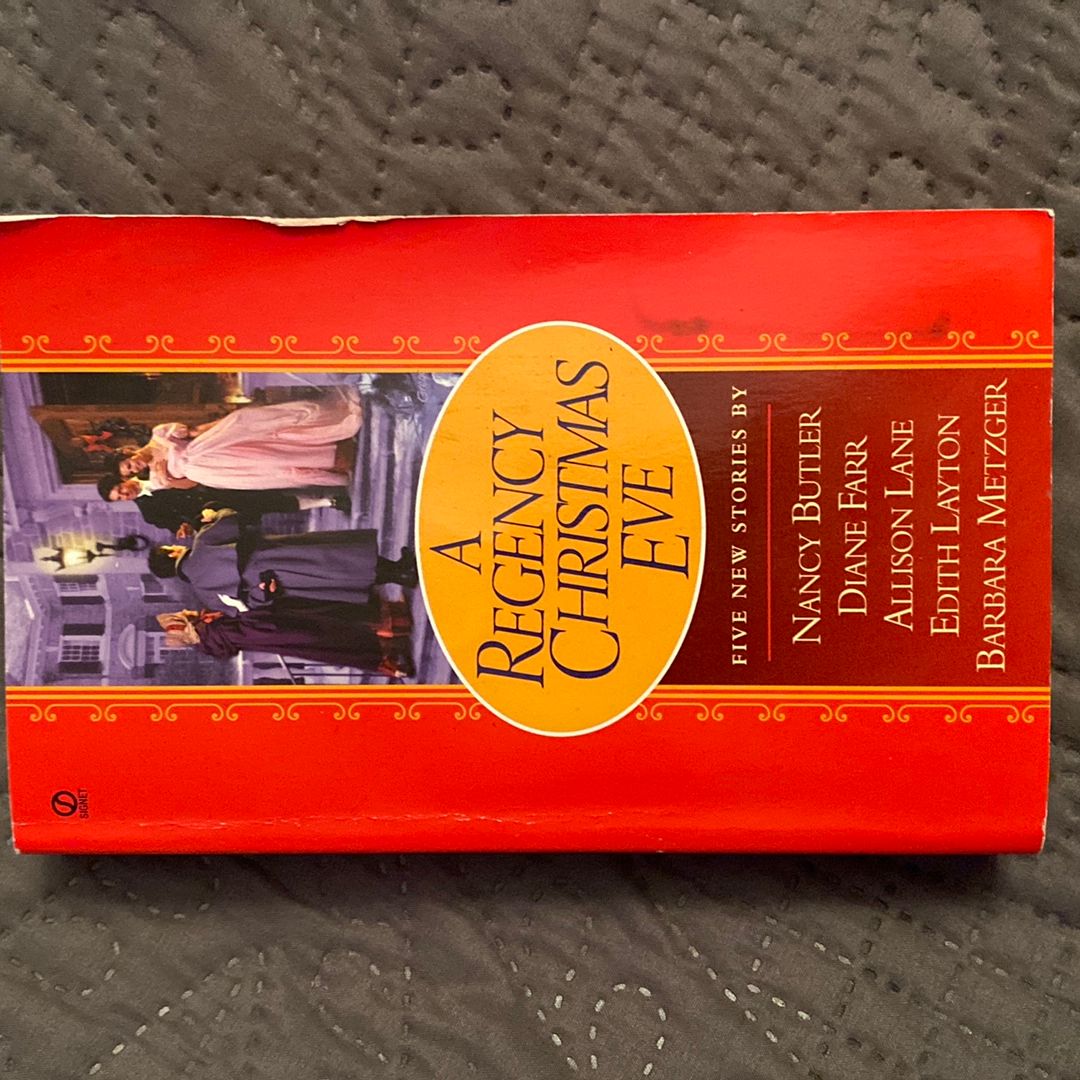 SIGNET
A
REGENCY
CHRISTMAS
EVE
FIVE NEW STORIES BY
NANCY BUTLER
DIANE FARR
ALLISON LANE
EDITH LAYTON
BARBARA METZGER